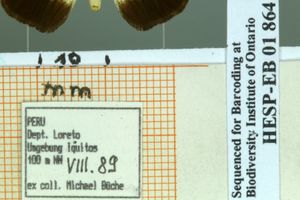 10
mm
PERU
Dept. Loreto
Umgebung Iquitos
100 m NN VIII.89
ex coll. Michael Büche
Sequenced for Barcoding at
Biodiversity Institute of Ontario
HESP-EB 01 864